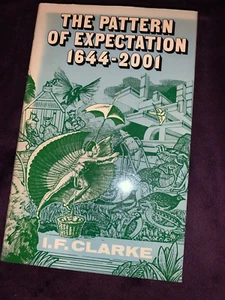 THE PATTERN
OF EXPECTATION
1644-2001
I.F. CLARKE